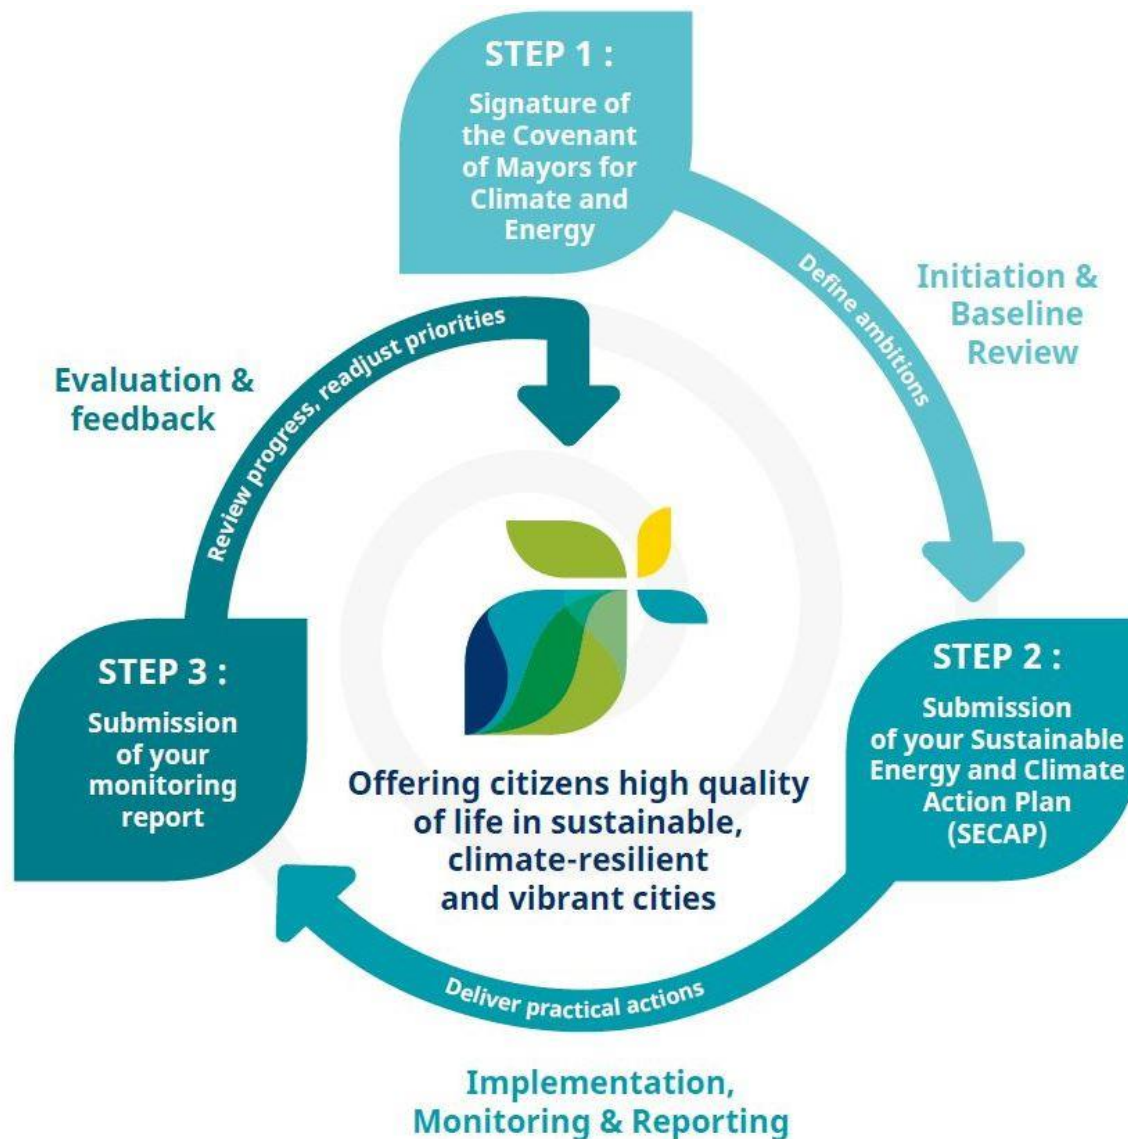 STEP 1 :
Signature of
the Covenant
of Mayors for
Climate and
Energy
Define ambitions
Initiation &
Baseline
Review
STEP 2 :
Submission
of your Sustainable
Energy and Climate
Action Plan
(SECAP)
Deliver practical actions
Implementation,
Monitoring & Reporting
STEP 3 :
Submission
of your
monitoring
report
Review progress, readjust priorities
Evaluation &
feedback
Offering citizens high quality
of life in sustainable,
climate-resilient
and vibrant cities